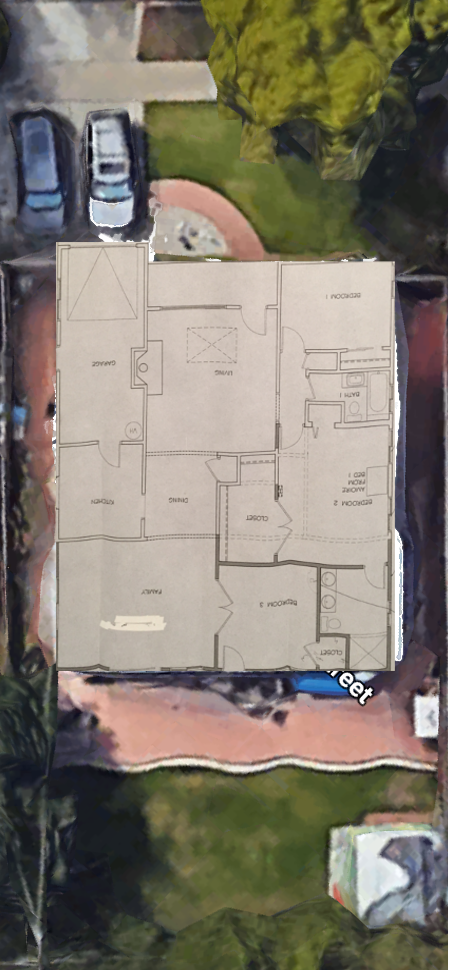 BEDROOM 1
GARAGE
LIVING
BATH 1
WH
BEDROOM 2
FROM
BED 1
KITCHEN
DINING
CLOSET
FAMILY
BEDROOM 3
CLOSET
reet